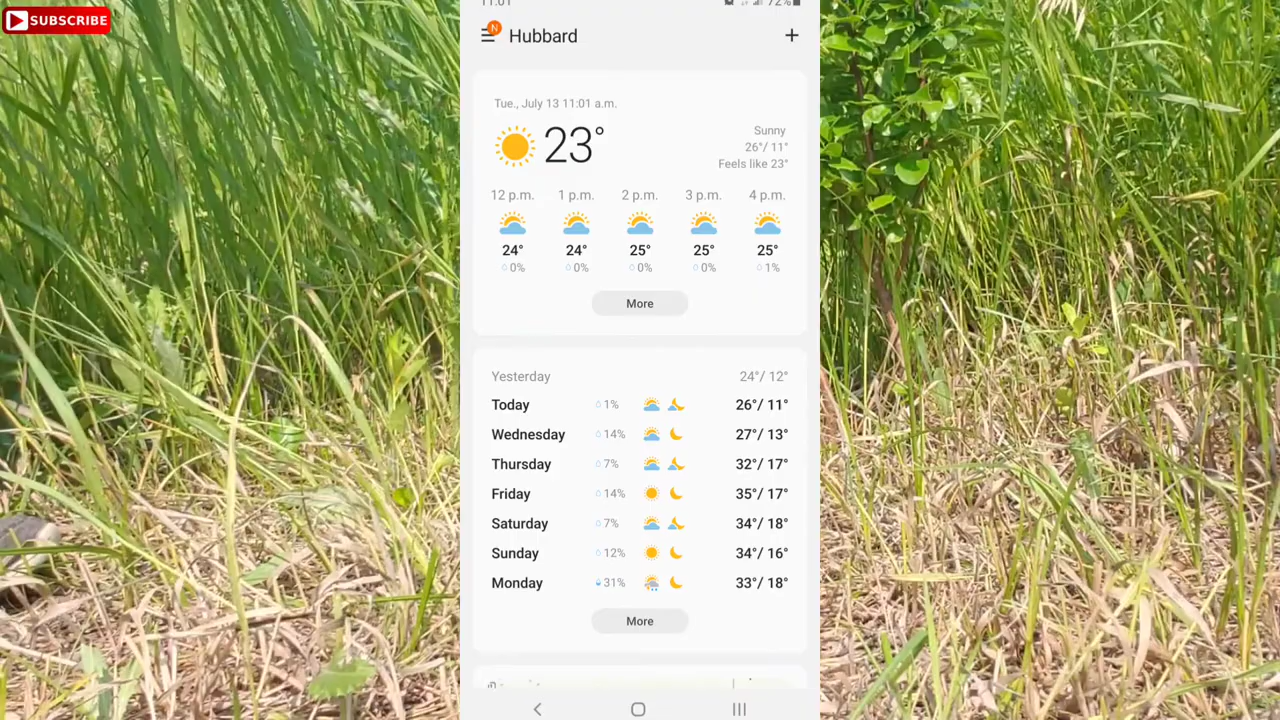 SUBSCRIBE
11:01
72%
N
Hubbard
+
Tue., July 13 11:01 a.m.
23°
Sunny
26°/ 11°
Feels like 23°
12 p.m. 1 p.m. 2 p.m. 3 p.m. 4 p.m.
24° 24° 25° 25° 25°
0% 0% 0% 0% 1%
More
Yesterday 24°/ 12°
Today 1% 26°/ 11°
Wednesday 14% 27°/ 13°
Thursday 7% 32°/ 17°
Friday 14% 35°/ 17°
Saturday 7% 34°/ 18°
Sunday 12% 34°/ 16°
Monday 31% 33°/ 18°
More